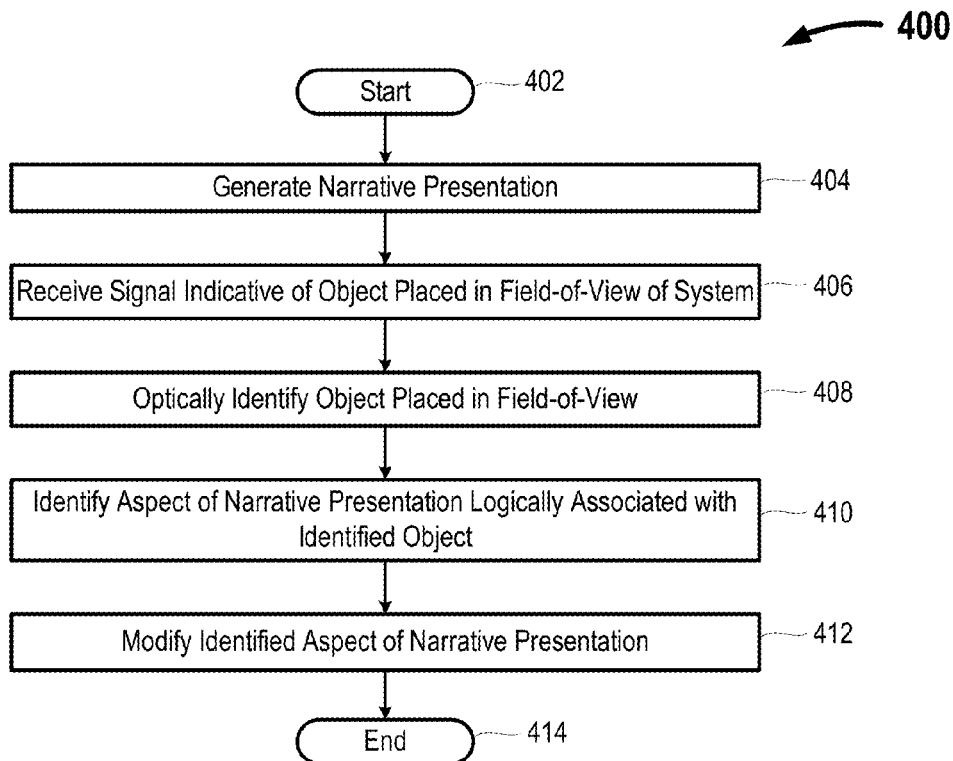 400
Start
402
Generate Narrative Presentation
404
Receive Signal Indicative of Object Placed in Field-of-View of System
406
Optically Identify Object Placed in Field-of-View
408
Identify Aspect of Narrative Presentation Logically Associated with
Identified Object
410
Modify Identified Aspect of Narrative Presentation
412
End
414